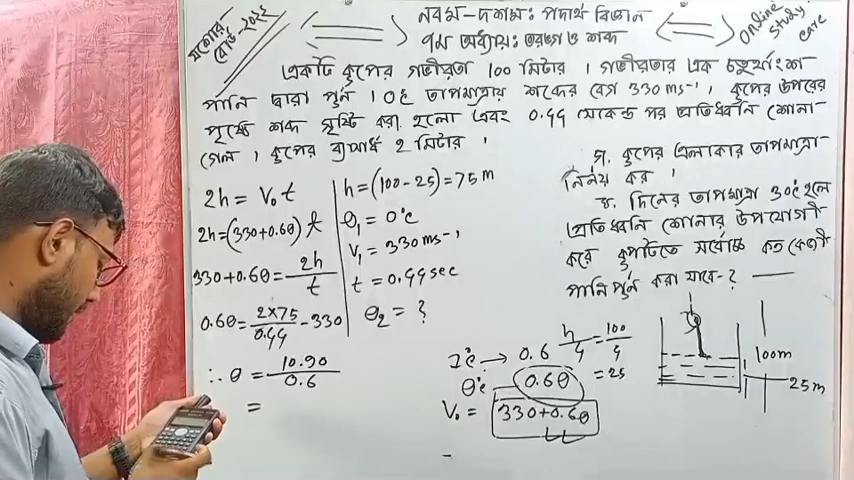 যশোর বোর্ড-২০২২
নবম-দশমঃ পদার্থ বিজ্ঞান
৭ম অধ্যায়ঃ তরঙ্গ ও শব্দ
online study care
একটি কূপের গভীরতা 100 মিটার । গভীরতার এক চতুর্থাংশ
পানি দ্বারা পূর্ন । 0℃ তাপমাত্রায় শব্দের বেগ 330 ms⁻¹, কূপের উপরের
পৃষ্ঠে শব্দ সৃষ্টি করা হলো এবং 0.44 সেকেন্ড পর প্রতিধ্বনি শোনা
গেল । কূপের ব্যাসার্ধ 2 মিটার ।
গ. কূপের এলাকার তাপমাত্রা
নির্নয় কর ।
ঘ. দিনের তাপমাত্রা 30℃ হলে
প্রতিধ্বনি শোনার উপযোগী
করে কূপটিতে সর্বোচ্চ কত কেজী
পানি পূর্ন করা যাবে-?
2h = V₀t
2h=(330+0.6θ) t
330+0.6θ = 2h/t
0.6θ = 2×75/0.44 - 330
∴ θ = 10.90/0.6
=
h=(100-25)=75 m
θ₁ = 0℃
V₁ = 330 ms⁻¹
t = 0.44 sec
θ₂ = ?
1℃ → 0.6
θ℃ 0.6θ
V₀ = 330+0.6θ
h/4 = 100/4
= 25
100m
25 m